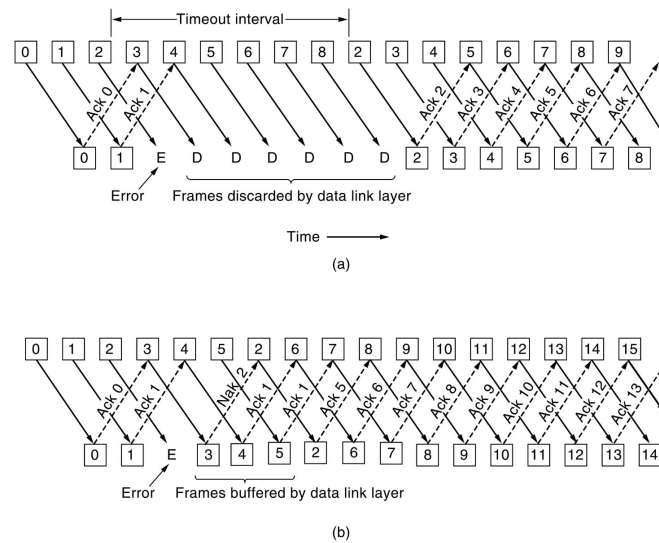 Timeout interval
0 1 2 3 4 5 6 7 8 2 3 4 5 6 7 8 9
Ack 0 Ack 1 Ack 2 Ack 3 Ack 4 Ack 5 Ack 6 Ack 7
0 1 E D D D D D D 2 3 4 5 6 7 8
Error Frames discarded by data link layer
Time
(a)
0 1 2 3 4 5 2 6 7 8 9 10 11 12 13 14 15
Ack 0 Ack 1 Nak 2 Ack 1 Ack 1 Ack 5 Ack 6 Ack 7 Ack 8 Ack 9 Ack 10 Ack 11 Ack 12 Ack 13
0 1 E 3 4 5 2 6 7 8 9 10 11 12 13 14
Error Frames buffered by data link layer
(b)